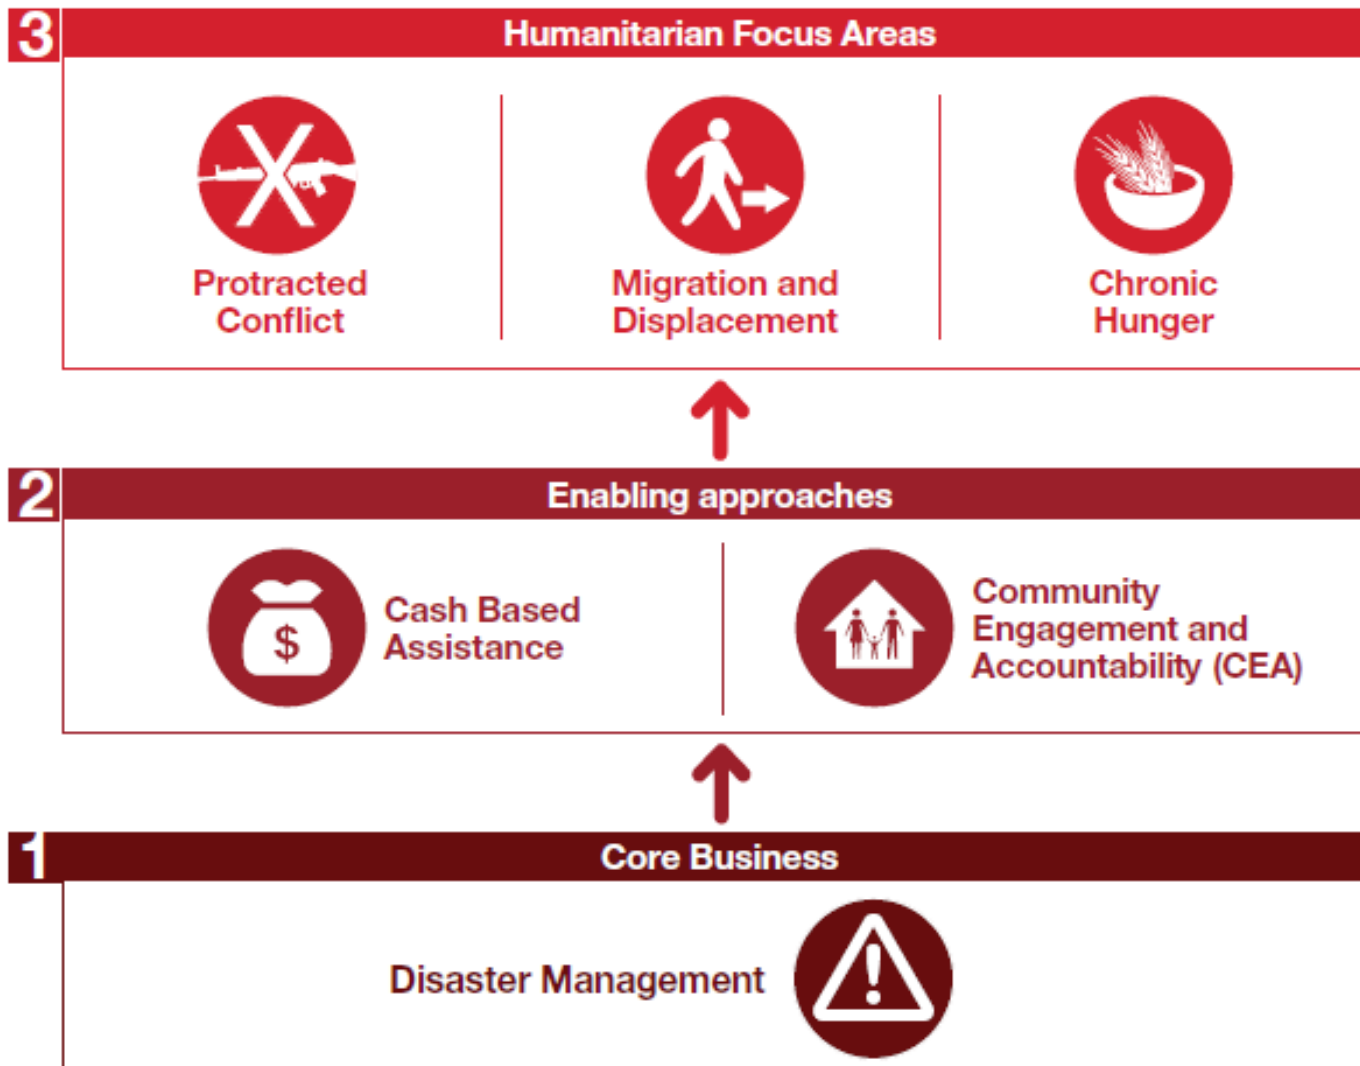 3
Humanitarian Focus Areas
Protracted
Conflict
Migration and
Displacement
Chronic
Hunger
2
Enabling approaches
$
Cash Based
Assistance
Community
Engagement and
Accountability (CEA)
1
Core Business
Disaster Management
!